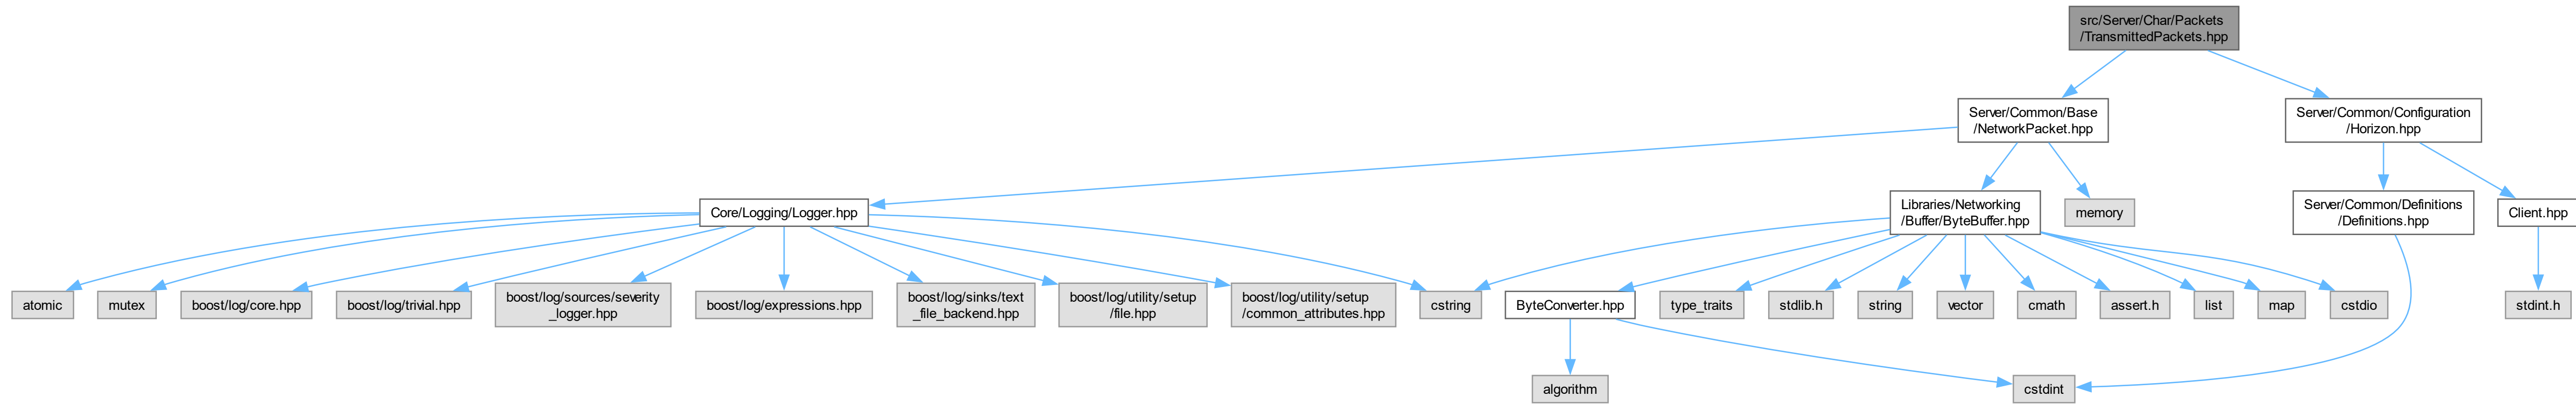 src/Server/Char/Packets
/TransmittedPackets.hpp
Server/Common/Base
/NetworkPacket.hpp
Server/Common/Configuration
/Horizon.hpp
Core/Logging/Logger.hpp
Libraries/Networking
/Buffer/ByteBuffer.hpp
memory
Server/Common/Definitions
/Definitions.hpp
Client.hpp
atomic
mutex
boost/log/core.hpp
boost/log/trivial.hpp
boost/log/sources/severity
_logger.hpp
boost/log/expressions.hpp
boost/log/sinks/text
_file_backend.hpp
boost/log/utility/setup
/file.hpp
boost/log/utility/setup
/common_attributes.hpp
cstring
ByteConverter.hpp
type_traits
stdlib.h
string
vector
cmath
assert.h
list
map
cstdio
stdint.h
algorithm
cstdint